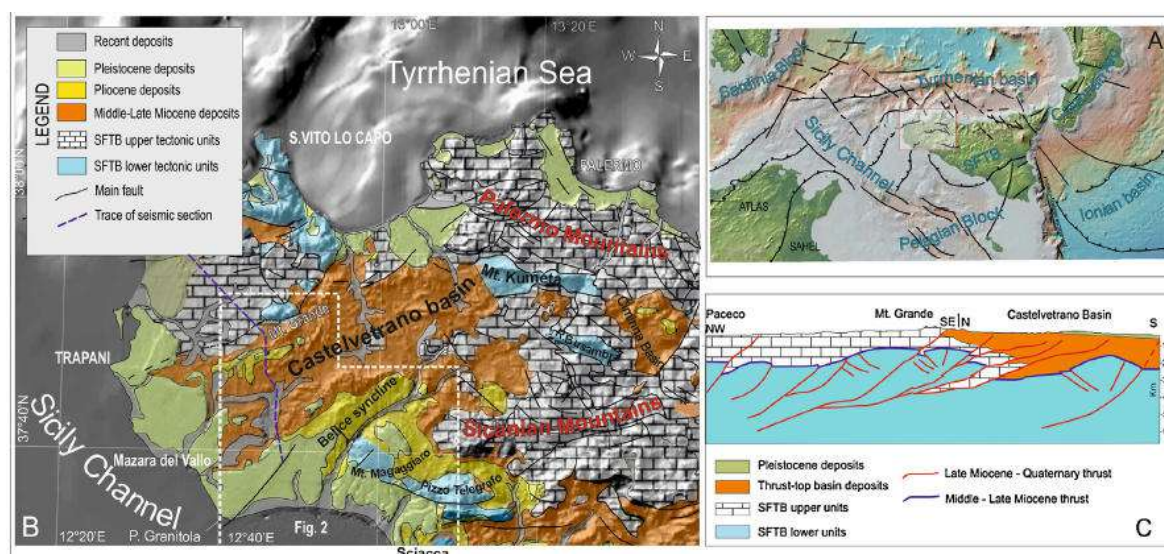 LEGEND
Recent deposits
Pleistocene deposits
Pliocene deposits
Middle-Late Miocene deposits
SFTB upper tectonic units
SFTB lower tectonic units
Main fault
Trace of seismic section
13°00
13°20
N
W
E
S
Tyrrhenian Sea
S.VITO LO CAPO
PALERMO
38°00
Palermo Mountains
Mt. Kumeta
Mt. Grande
Castelvetrano basin
TRAPANI
Belice syncline
Sicanian Mountains
37°40
Sicily Channel
Mt. Magaggiaro
Pizzo Telegrafo
Mazara del Vallo
B
12°20
P. Granitola
12°40
Fig. 2
Sciacca
A
Sardinia Block
Tyrrhenian basin
Sicily Channel
SFTB
ATLAS
SAHEL
Pelagian Block
Ionian basin
Paceco
NW
Mt. Grande
SE N
Castelvetrano Basin
S
Km
Pleistocene deposits
Thrust-top basin deposits
SFTB upper units
SFTB lower units
Late Miocene - Quaternary thrust
Middle - Late Miocene thrust
C